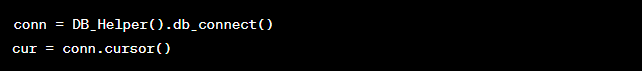 conn = DB_Helper().db_connect()
cur = conn.cursor()